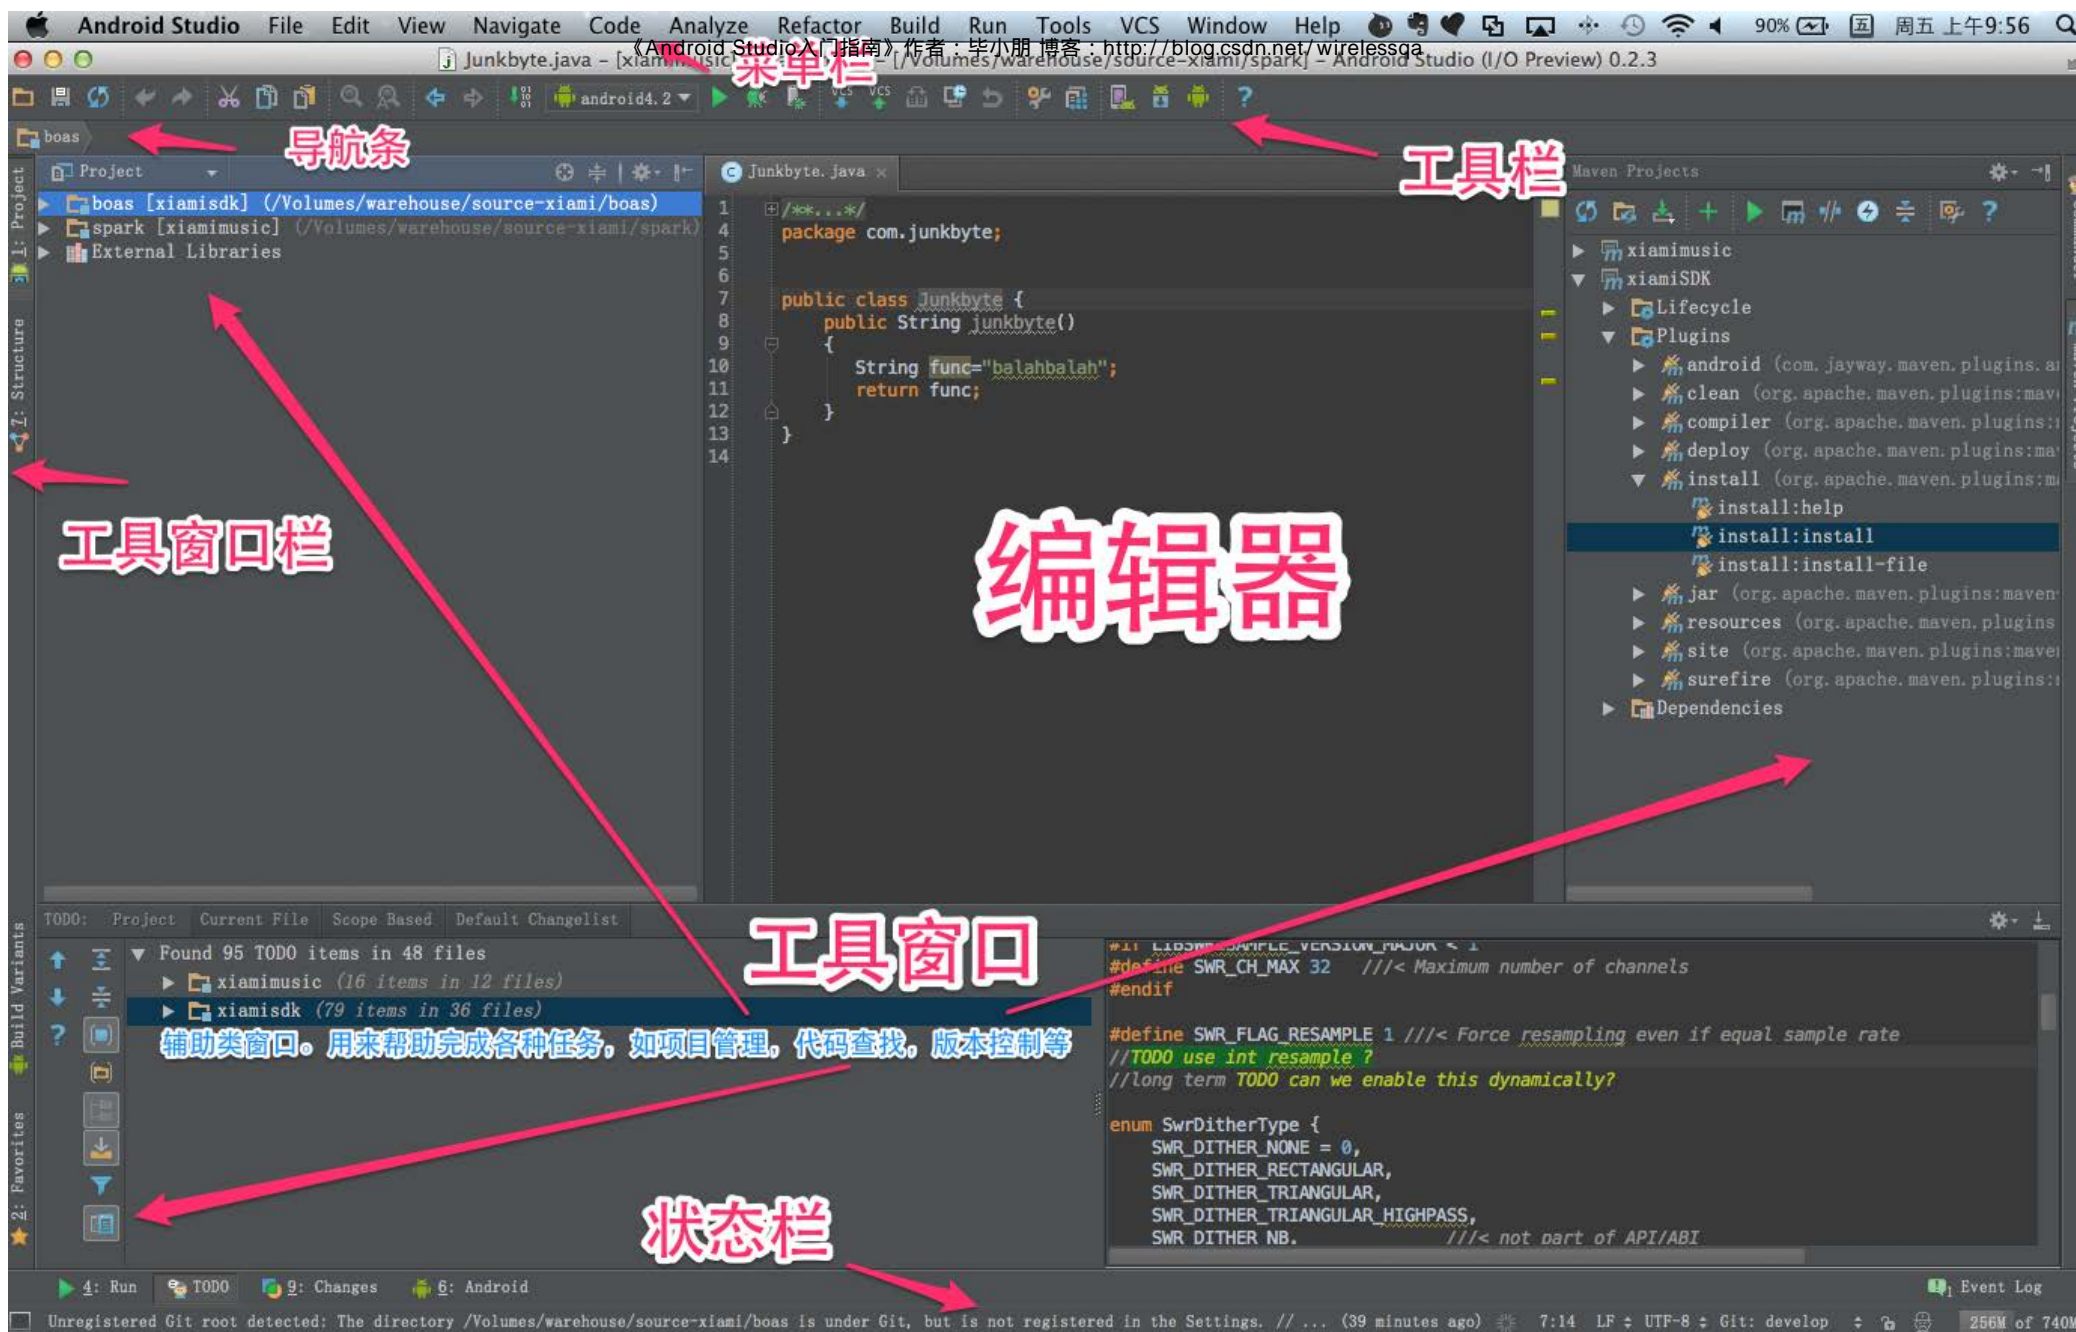 Android Studio File Edit View Navigate Code Analyze Refactor Build Run Tools VCS Window Help 90% 五 周五 上午9:56
《Android Studio入门指南》作者：毕小朋 博客：http://blog.csdn.net/wirelessqa
Junkbyte.java - [/Volumes/warehouse/source-xiami/spark] - Android Studio (I/O Preview) 0.2.3
菜单栏
android4.2
VCS VCS ?
boas
导航条
工具栏
Project
Junkbyte.java
Maven Projects
1: Project
7: Structure
boas [xiamisdk] (/Volumes/warehouse/source-xiami/boas)
spark [xiamimusic] (/Volumes/warehouse/source-xiami/spark)
External Libraries
工具窗口栏
1 /**...*/
4 package com.junkbyte;
5
6
7 public class Junkbyte {
8 public String junkbyte()
9 {
10 String func="balahbalah";
11 return func;
12 }
13 }
14
编辑器
xiamimusic
xiamiSDK
Lifecycle
Plugins
android (com.jayway.maven.plugins.a
clean (org.apache.maven.plugins:mav
compiler (org.apache.maven.plugins:
deploy (org.apache.maven.plugins:ma
install (org.apache.maven.plugins:m
install:help
install:install
install:install-file
jar (org.apache.maven.plugins:maven
resources (org.apache.maven.plugins
site (org.apache.maven.plugins:mave
surefire (org.apache.maven.plugins:
Dependencies
TODO: Project Current File Scope Based Default Changelist
Build Variants
2: Favorites
Found 95 TODO items in 48 files
xiamimusic (16 items in 12 files)
xiamisdk (79 items in 36 files)
工具窗口
辅助类窗口。用来帮助完成各种任务，如项目管理，代码查找，版本控制等
#if LIBSWRESAMPLE_VERSION_MAJOR < 1
#define SWR_CH_MAX 32 ///< Maximum number of channels
#endif
#define SWR_FLAG_RESAMPLE 1 ///< Force resampling even if equal sample rate
//TODO use int resample ?
//long term TODO can we enable this dynamically?
enum SwrDitherType {
SWR_DITHER_NONE = 0,
SWR_DITHER_RECTANGULAR,
SWR_DITHER_TRIANGULAR,
SWR_DITHER_TRIANGULAR_HIGHPASS,
SWR_DITHER_NB, ///< not part of API/ABI
状态栏
4: Run TODO 9: Changes 6: Android 1 Event Log
Unregistered Git root detected: The directory /Volumes/warehouse/source-xiami/boas is under Git, but is not registered in the Settings. // ... (39 minutes ago) 7:14 LF UTF-8 Git: develop 256M of 740M